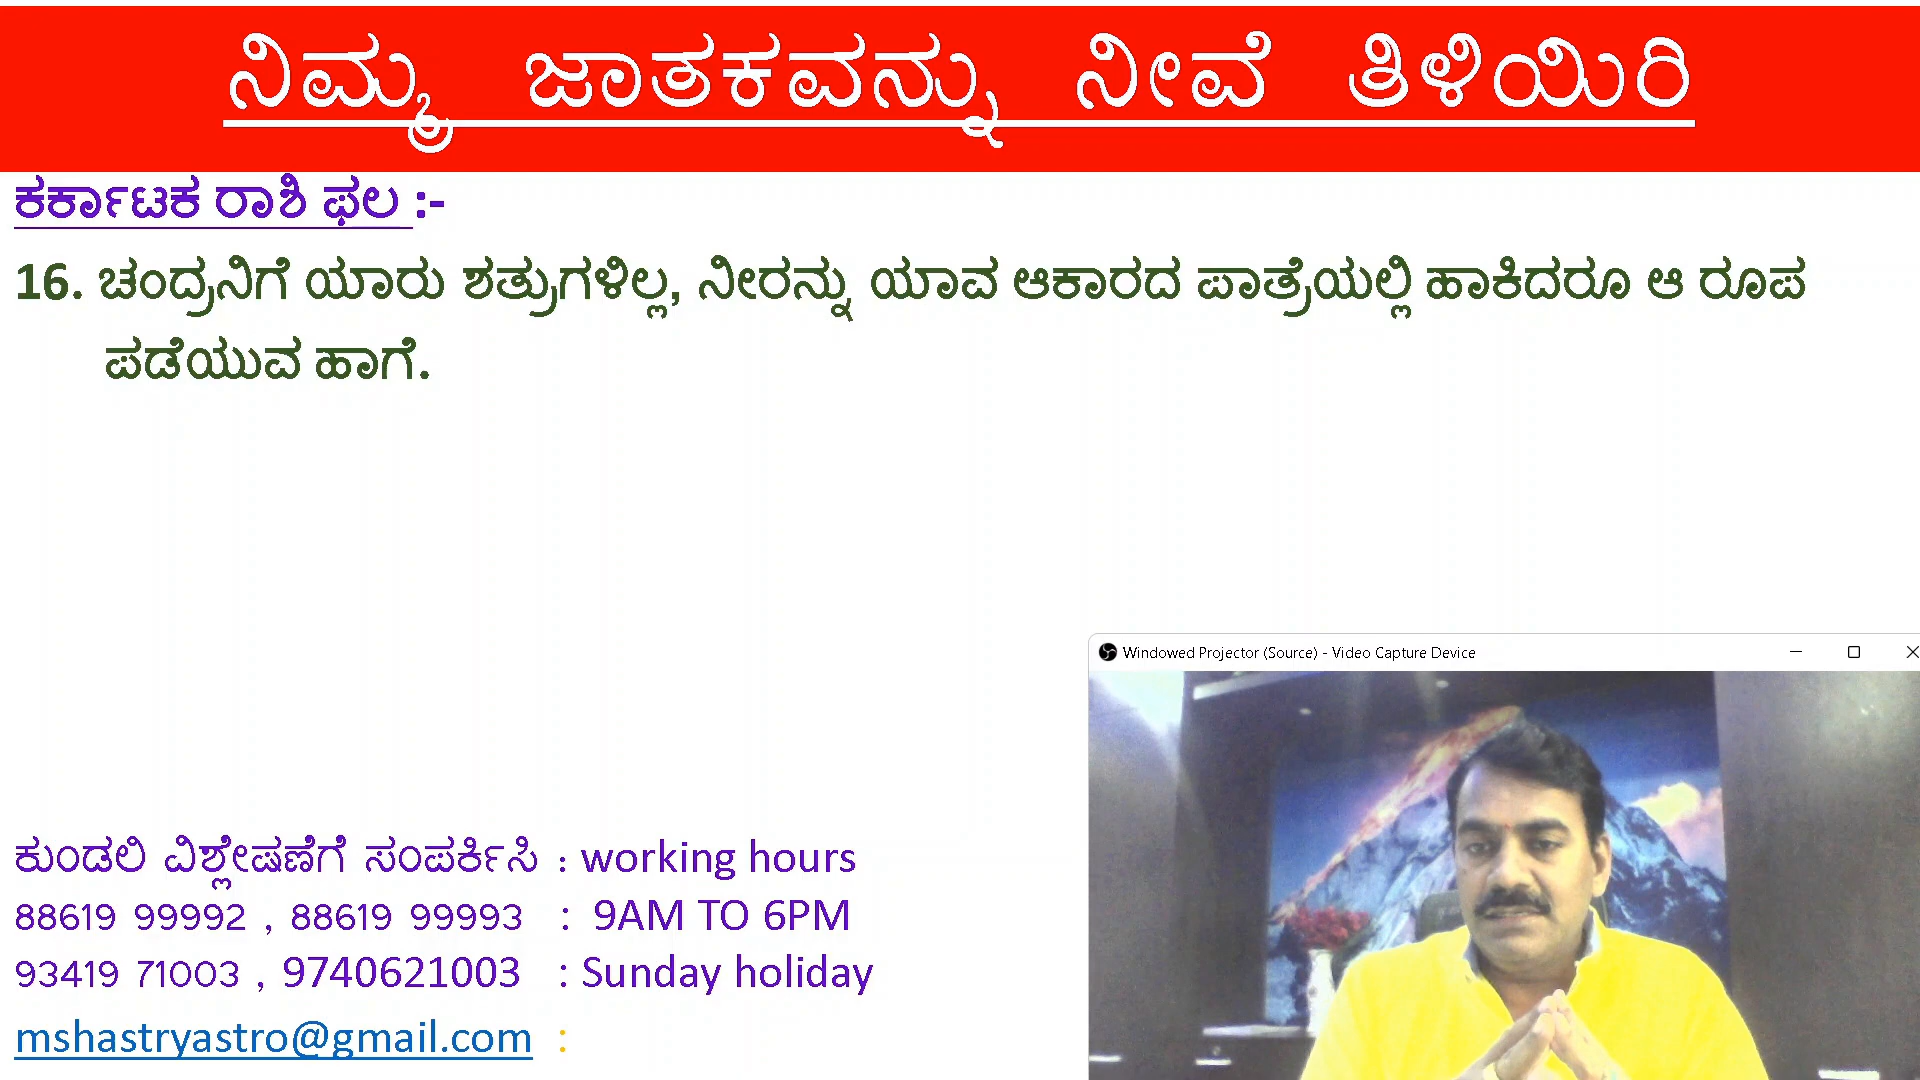 ನಿಮ್ಮ ಜಾತಕವನ್ನು ನೀವೆ ತಿಳಿಯಿರಿ
ಕರ್ಕಾಟಕ ರಾಶಿ ಫಲ :-
16. ಚಂದ್ರನಿಗೆ ಯಾರು ಶತ್ರುಗಳಿಲ್ಲ, ನೀರನ್ನು ಯಾವ ಆಕಾರದ ಪಾತ್ರೆಯಲ್ಲಿ ಹಾಕಿದರೂ ಆ ರೂಪ
ಪಡೆಯುವ ಹಾಗೆ.
Windowed Projector (Source) - Video Capture Device
ಕುಂಡಲಿ ವಿಶ್ಲೇಷಣೆಗೆ ಸಂಪರ್ಕಿಸಿ : working hours
88619 99992 , 88619 99993 : 9AM TO 6PM
93419 71003 , 9740621003 : Sunday holiday
mshastryastro@gmail.com :